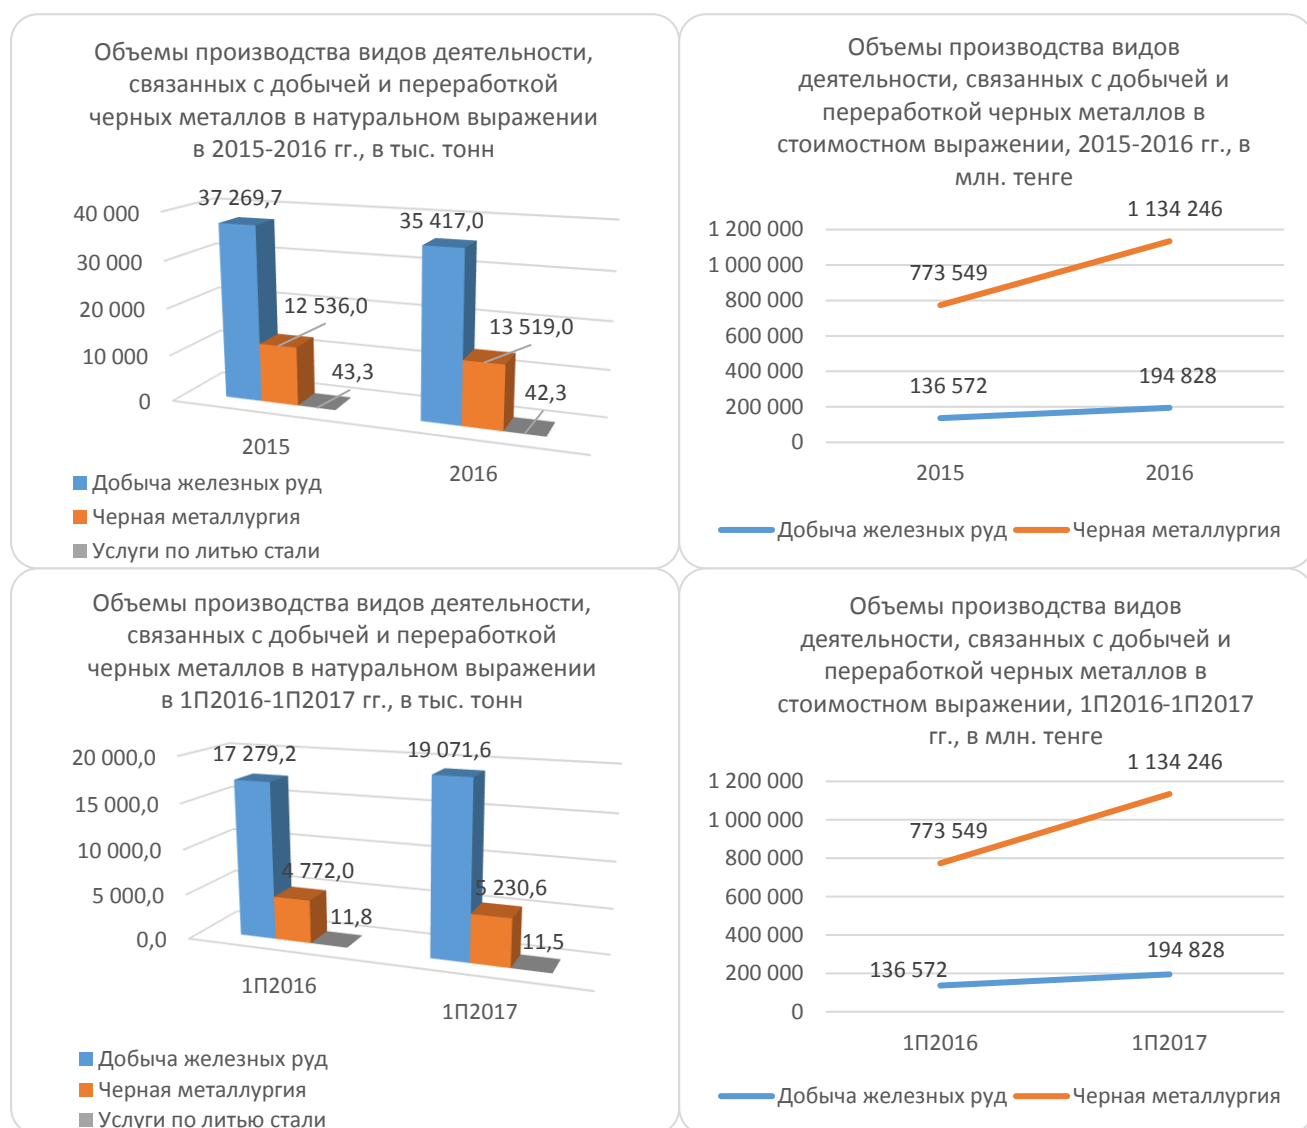 Объемы производства видов деятельности,
связанных с добычей и переработкой
черных металлов в натуральном выражении
в 2015-2016 гг., в тыс. тонн
37 269,7
35 417,0
12 536,0
13 519,0
43,3
42,3
40 000
30 000
20 000
10 000
0
2015
2016
Добыча железных руд
Черная металлургия
Услуги по литью стали
Объемы производства видов
деятельности, связанных с добычей и
переработкой черных металлов в
стоимостном выражении, 2015-2016 гг., в
млн. тенге
1 134 246
773 549
136 572
194 828
1 200 000
1 000 000
800 000
600 000
400 000
200 000
0
2015
2016
Добыча железных руд
Черная металлургия
Объемы производства видов деятельности,
связанных с добычей и переработкой
черных металлов в натуральном выражении
в 1П2016-1П2017 гг., в тыс. тонн
17 279,2
19 071,6
4 772,0
5 230,6
11,8
11,5
20 000,0
15 000,0
10 000,0
5 000,0
0,0
1П2016
1П2017
Добыча железных руд
Черная металлургия
Услуги по литью стали
Объемы производства видов
деятельности, связанных с добычей и
переработкой черных металлов в
стоимостном выражении, 1П2016-1П2017
гг., в млн. тенге
1 134 246
773 549
136 572
194 828
1 200 000
1 000 000
800 000
600 000
400 000
200 000
0
1П2016
1П2017
Добыча железных руд
Черная металлургия